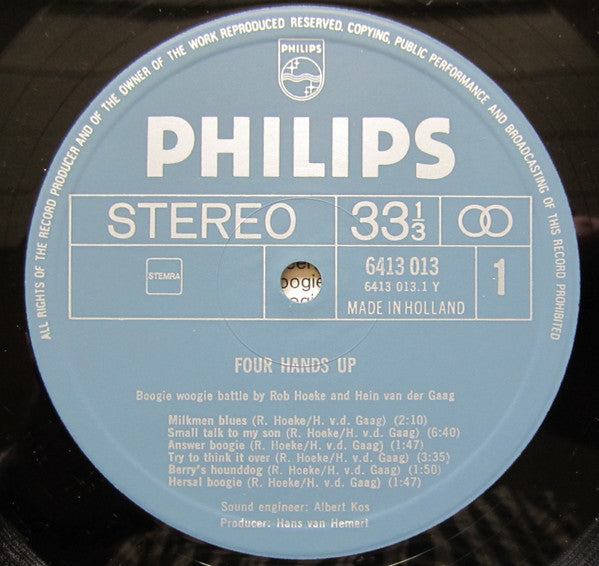 ALL RIGHTS OF THE RECORD PRODUCER AND OF THE OWNER OF THE WORK REPRODUCED RESERVED. COPYING, PUBLIC PERFORMANCE AND BROADCASTING OF THIS RECORD PROHIBITED
PHILIPS
PHILIPS
STEREO 33 1/3
STEMRA
6413 013
6413 013.1 Y
1
MADE IN HOLLAND
oogie
FOUR HANDS UP
Boogie woogie battle by Rob Hoeke and Hein van der Gaag
Milkmen blues (R. Hoeke/H. v.d. Gaag) (2:10)
Small talk to my son (R. Hoeke/H. v.d. Gaag) (6:40)
Answer boogie (R. Hoeke/H. v.d. Gaag) (1:47)
Try to think it over (R. Hoeke/H. v.d. Gaag) (3:35)
Berry's hounddog (R. Hoeke/H. v.d. Gaag) (1:50)
Hersal boogie (R. Hoeke/H. v.d. Gaag) (1:47)
Sound engineer: Albert Kos
Producer: Hans van Hemert